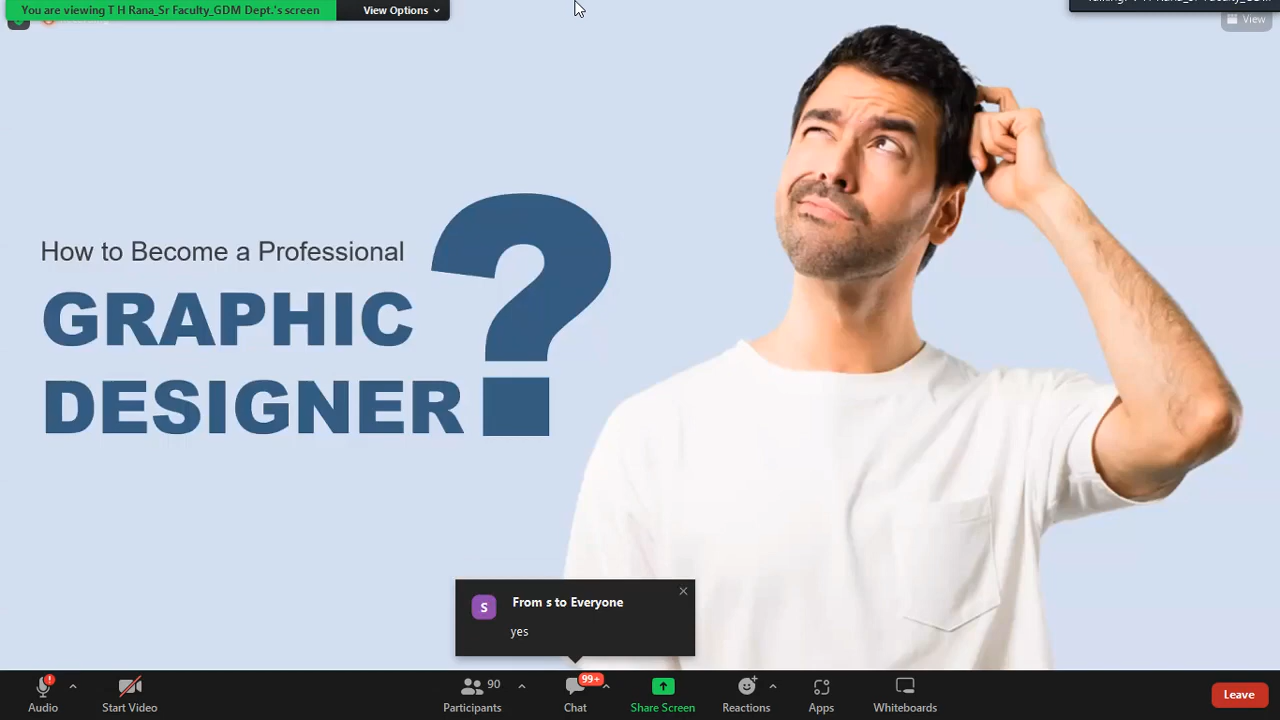 You are viewing T H Rana_Sr Faculty_GDM Dept.'s screen
View Options
View
How to Become a Professional
GRAPHIC
DESIGNER
?
S
From s to Everyone
yes
Audio
Start Video
90
Participants
99+
Chat
Share Screen
Reactions
Apps
Whiteboards
Leave